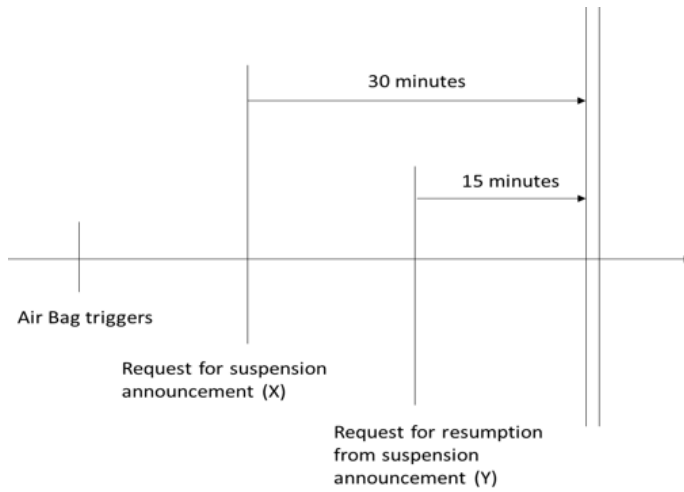 30 minutes
15 minutes
Air Bag triggers
Request for suspension
announcement (X)
Request for resumption
from suspension
announcement (Y)